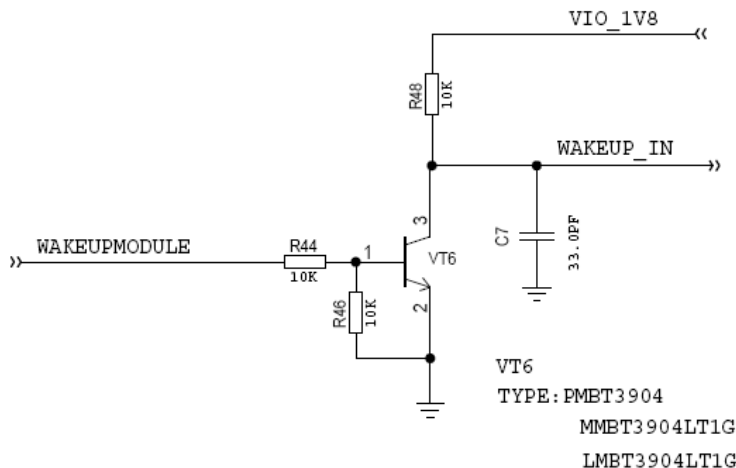 VIO_1V8
R48
10K
WAKEUP_IN
3
C7
33.0PF
WAKEUPMODULE
R44
10K
1
VT6
R46
10K
2
VT6
TYPE:PMBT3904
MMBT3904LT1G
LMBT3904LT1G